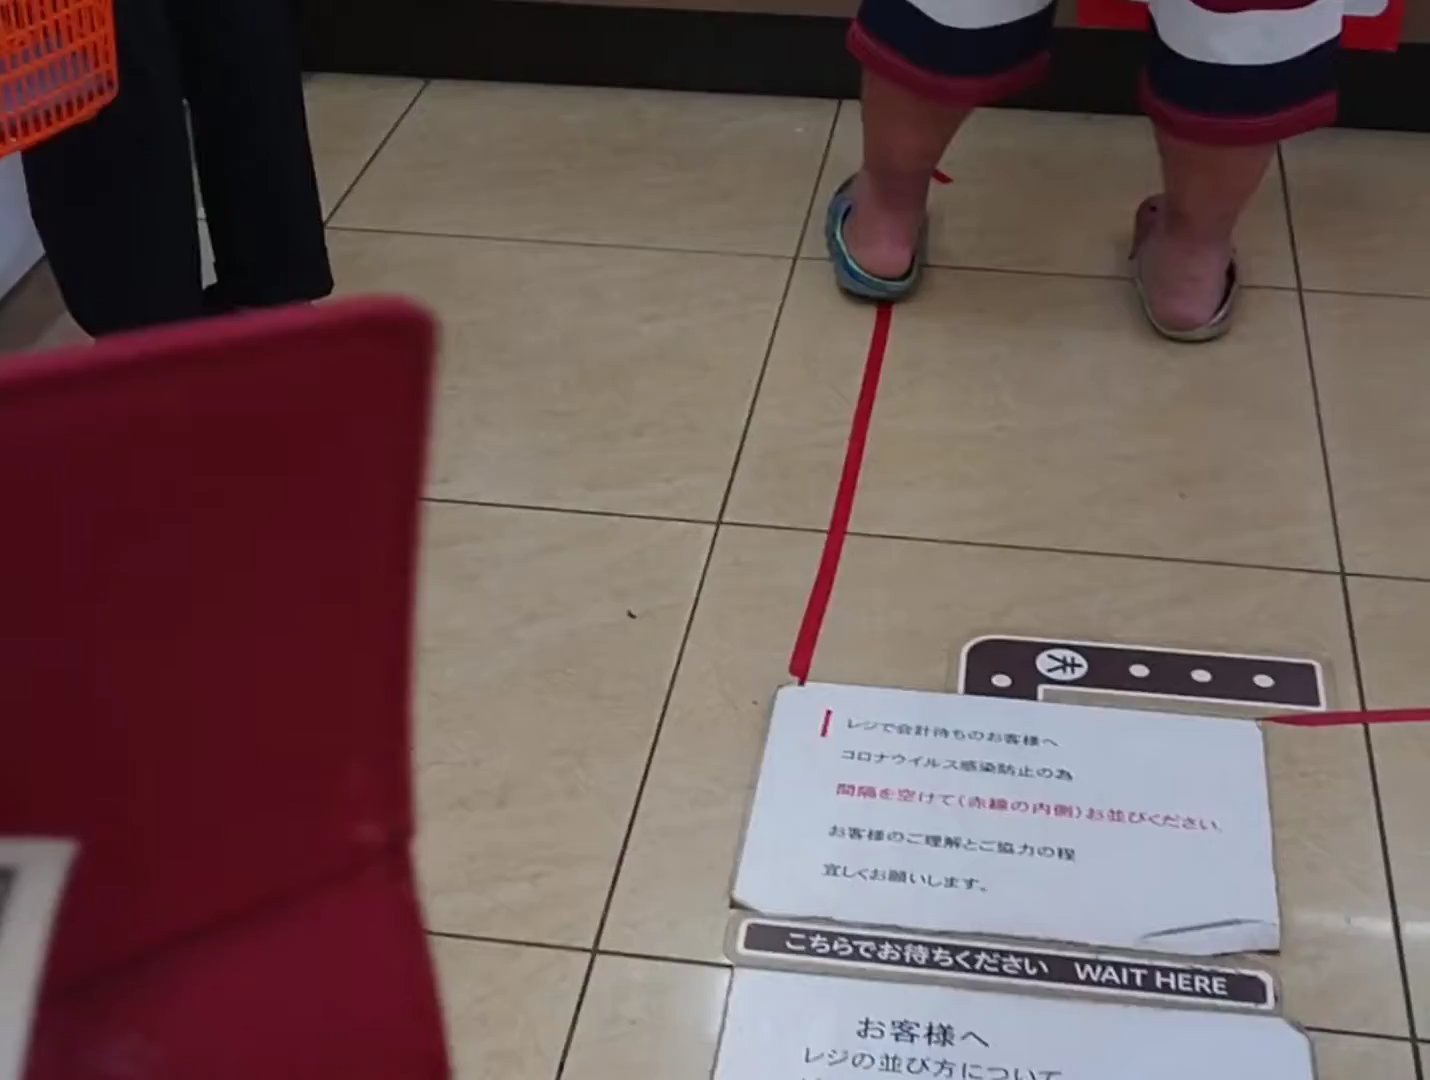 レジで会計待ちのお客様へ
コロナウイルス感染防止の為
間隔を空けて(赤線の内側)お並びください。
お客様のご理解とご協力の程
宜しくお願いします。
こちらでお待ちください WAIT HERE
お客様へ
レジの並び方について